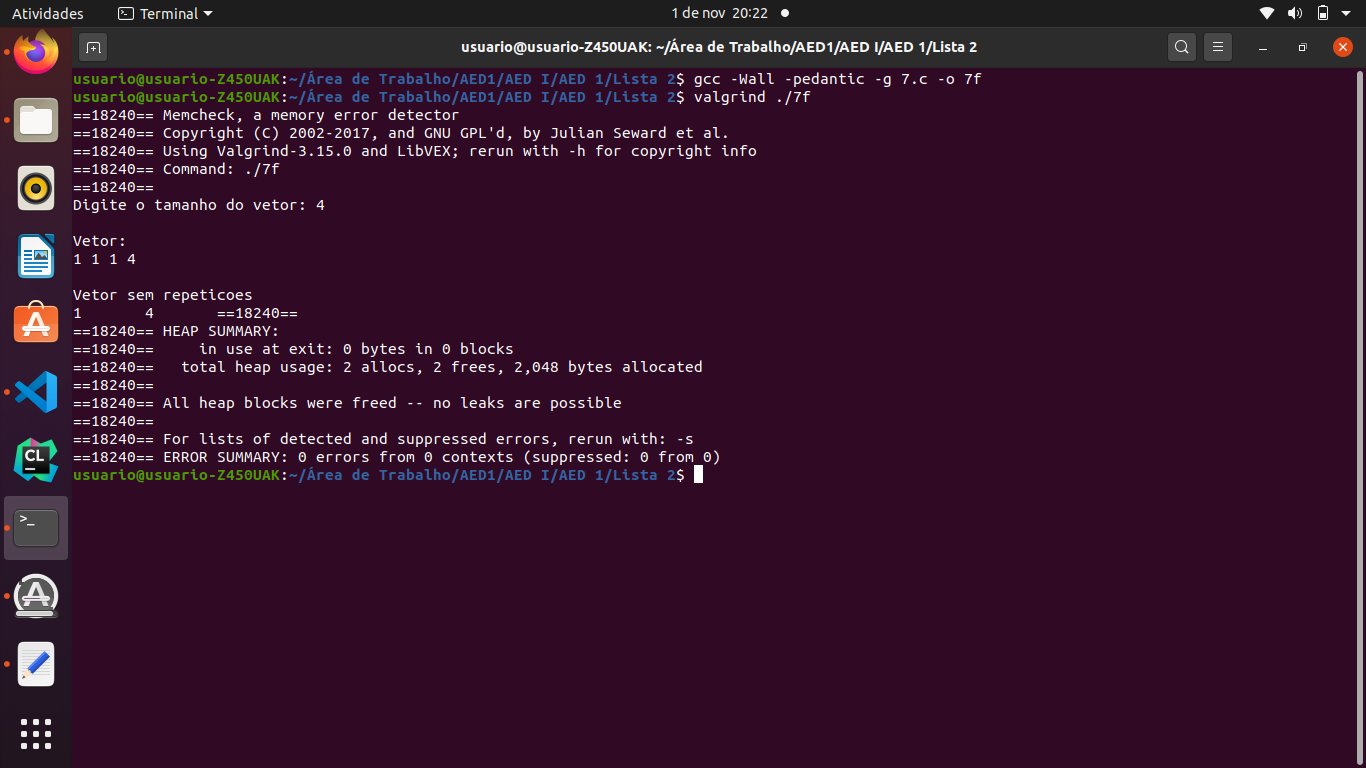 Atividades
Terminal
1 de nov 20:22
usuario@usuario-Z450UAK: ~/Área de Trabalho/AED1/AED I/AED 1/Lista 2
usuario@usuario-Z450UAK:~/Área de Trabalho/AED1/AED I/AED 1/Lista 2$ gcc -Wall -pedantic -g 7.c -o 7f
usuario@usuario-Z450UAK:~/Área de Trabalho/AED1/AED I/AED 1/Lista 2$ valgrind ./7f
==18240== Memcheck, a memory error detector
==18240== Copyright (C) 2002-2017, and GNU GPL'd, by Julian Seward et al.
==18240== Using Valgrind-3.15.0 and LibVEX; rerun with -h for copyright info
==18240== Command: ./7f
==18240==
Digite o tamanho do vetor: 4
Vetor:
1 1 1 4
Vetor sem repeticoes
1       4       ==18240==
==18240== HEAP SUMMARY:
==18240==     in use at exit: 0 bytes in 0 blocks
==18240==   total heap usage: 2 allocs, 2 frees, 2,048 bytes allocated
==18240==
==18240== All heap blocks were freed -- no leaks are possible
==18240==
==18240== For lists of detected and suppressed errors, rerun with: -s
==18240== ERROR SUMMARY: 0 errors from 0 contexts (suppressed: 0 from 0)
usuario@usuario-Z450UAK:~/Área de Trabalho/AED1/AED I/AED 1/Lista 2$
CL
>_